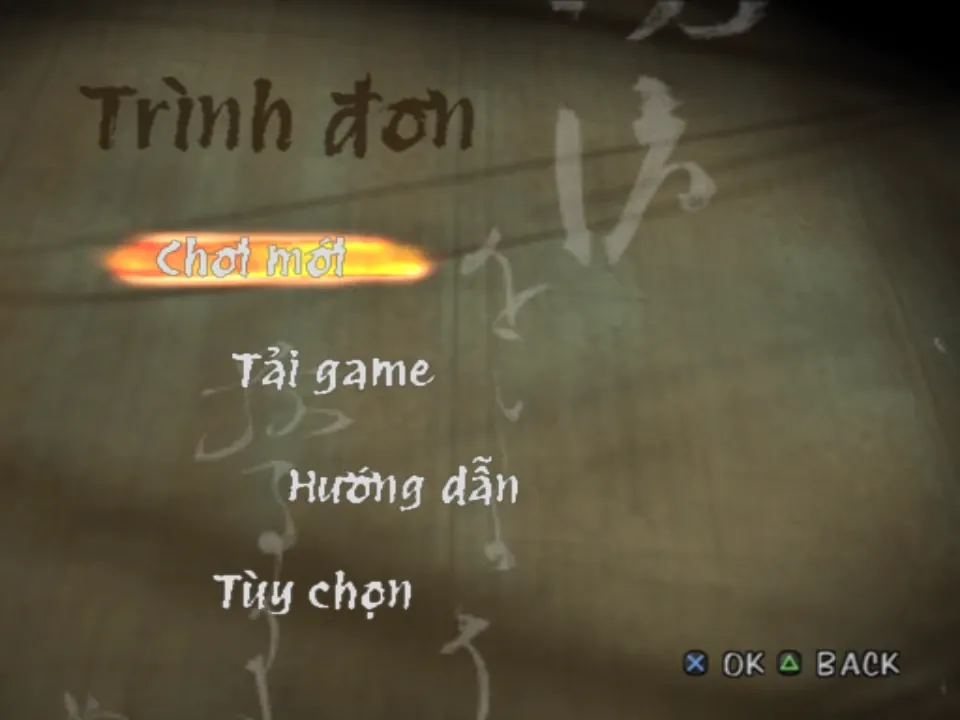 Trình đơn
Chơi mới
Tải game
Hướng dẫn
Tùy chọn
OK BACK